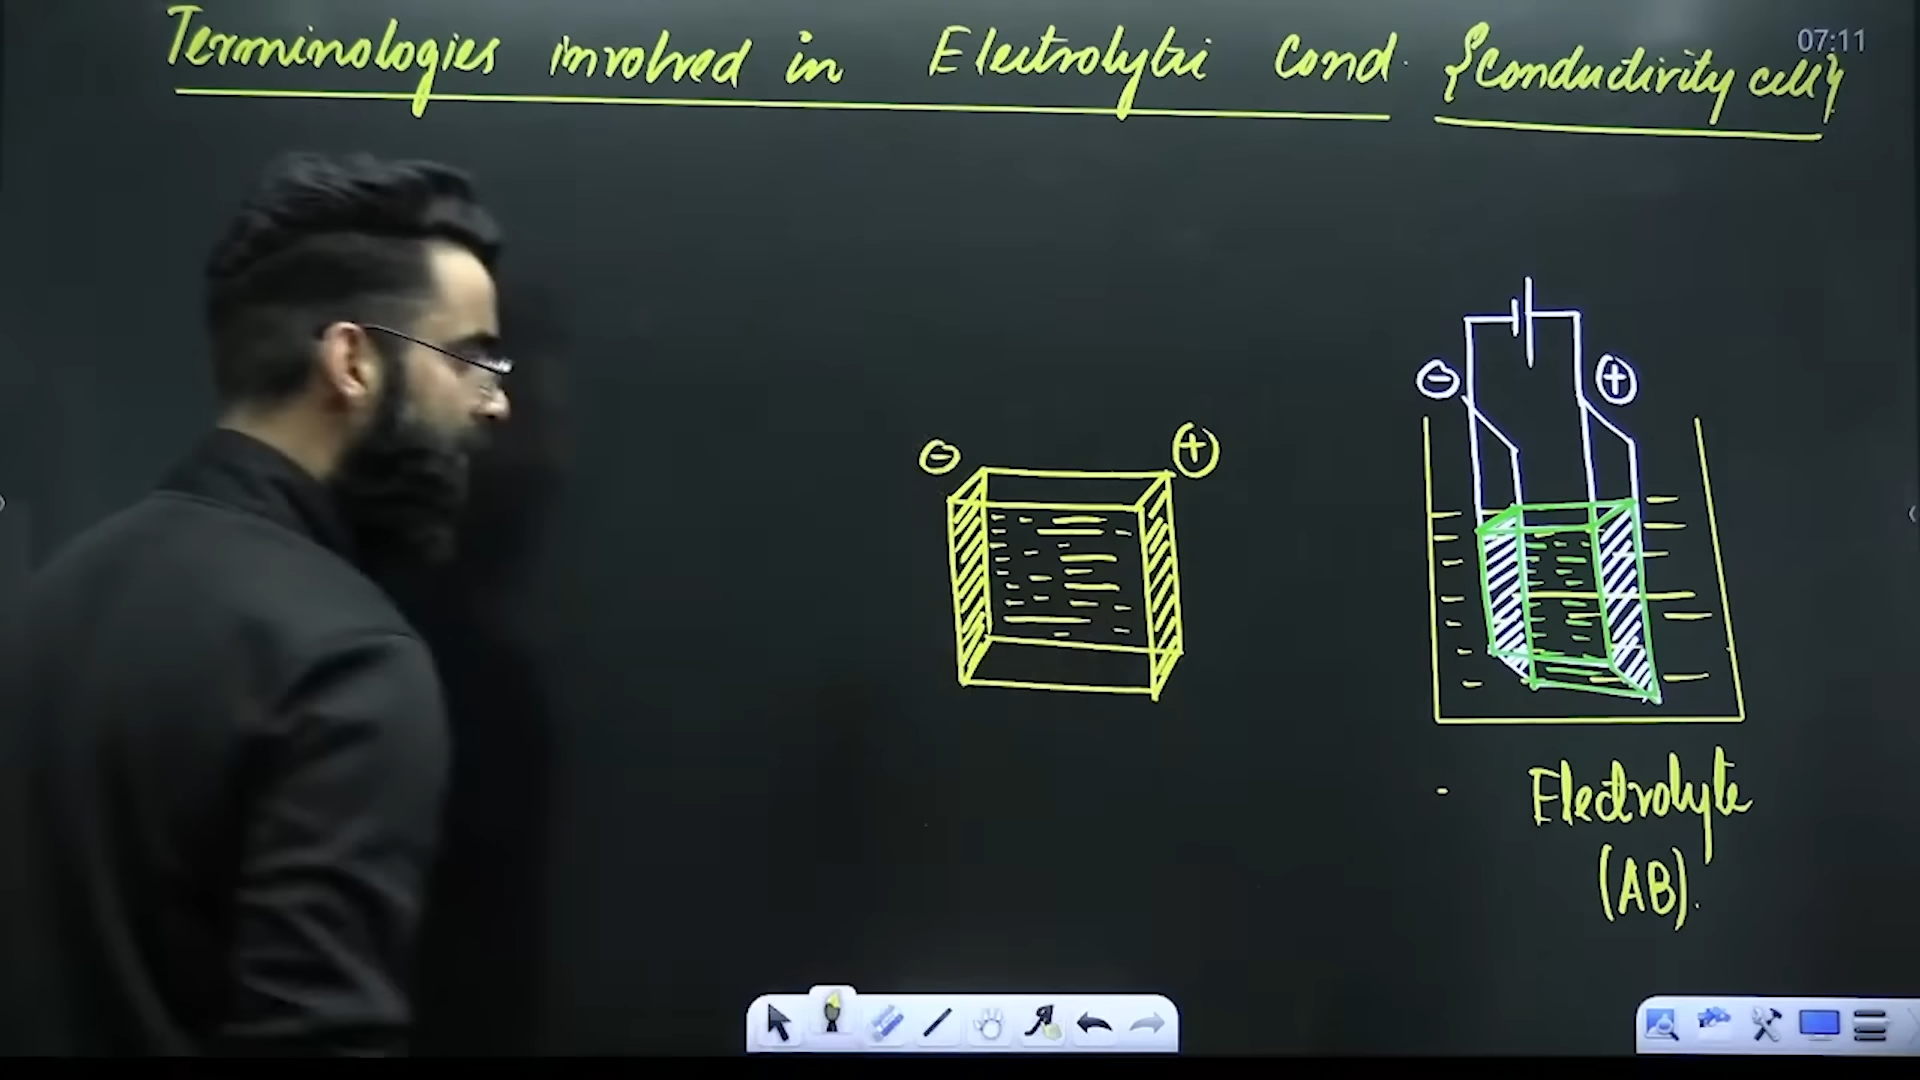 Terminologies involved in Electrolytic Cond. {Conductivity cell}
07:11
⊖ ⊕
⊖ ⊕
Electrolyte
(AB).